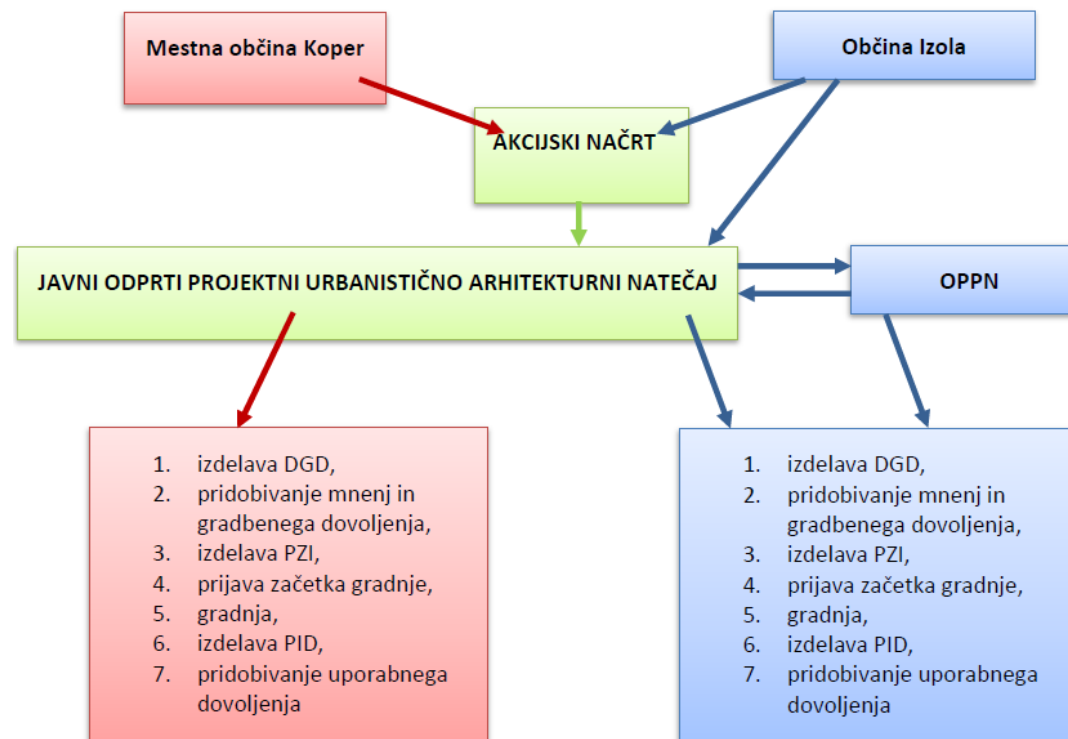 Mestna občina Koper
Občina Izola
AKCIJSKI NAČRT
JAVNI ODPRTI PROJEKTNI URBANISTIČNO ARHITEKTURNI NATEČAJ
OPPN
1. izdelava DGD,
2. pridobivanje mnenj in
gradbenega dovoljenja,
3. izdelava PZI,
4. prijava začetka gradnje,
5. gradnja,
6. izdelava PID,
7. pridobivanje uporabnega
dovoljenja
1. izdelava DGD,
2. pridobivanje mnenj in
gradbenega dovoljenja,
3. izdelava PZI,
4. prijava začetka gradnje,
5. gradnja,
6. izdelava PID,
7. pridobivanje uporabnega
dovoljenja